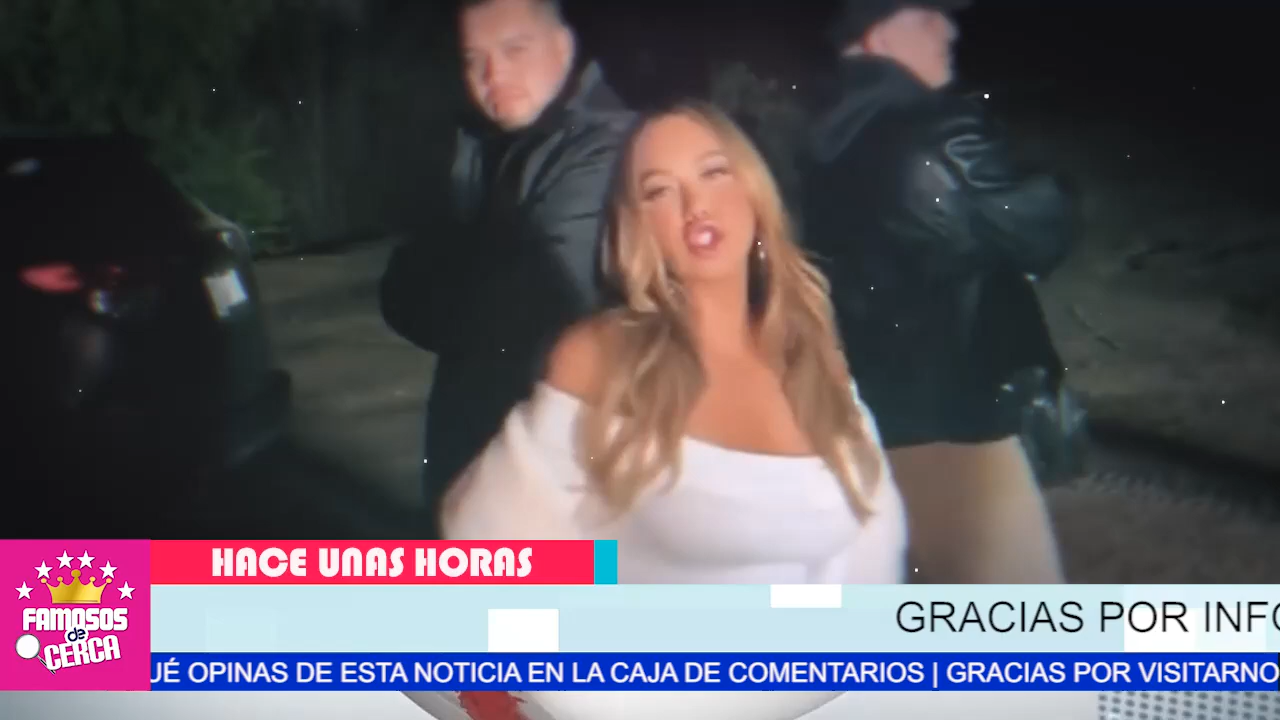 HACE UNAS HORAS
GRACIAS POR INFO
FAMOSOS
de
CERCA
UÉ OPINAS DE ESTA NOTICIA EN LA CAJA DE COMENTARIOS | GRACIAS POR VISITARNO